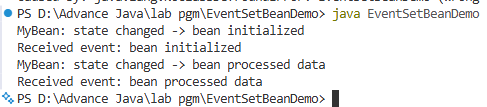 PS D:\Advance Java\lab pgm\EventSetBeanDemo> java EventSetBeanDemo
MyBean: state changed -> bean initialized
Received event: bean initialized
MyBean: state changed -> bean processed data
Received event: bean processed data
PS D:\Advance Java\lab pgm\EventSetBeanDemo>